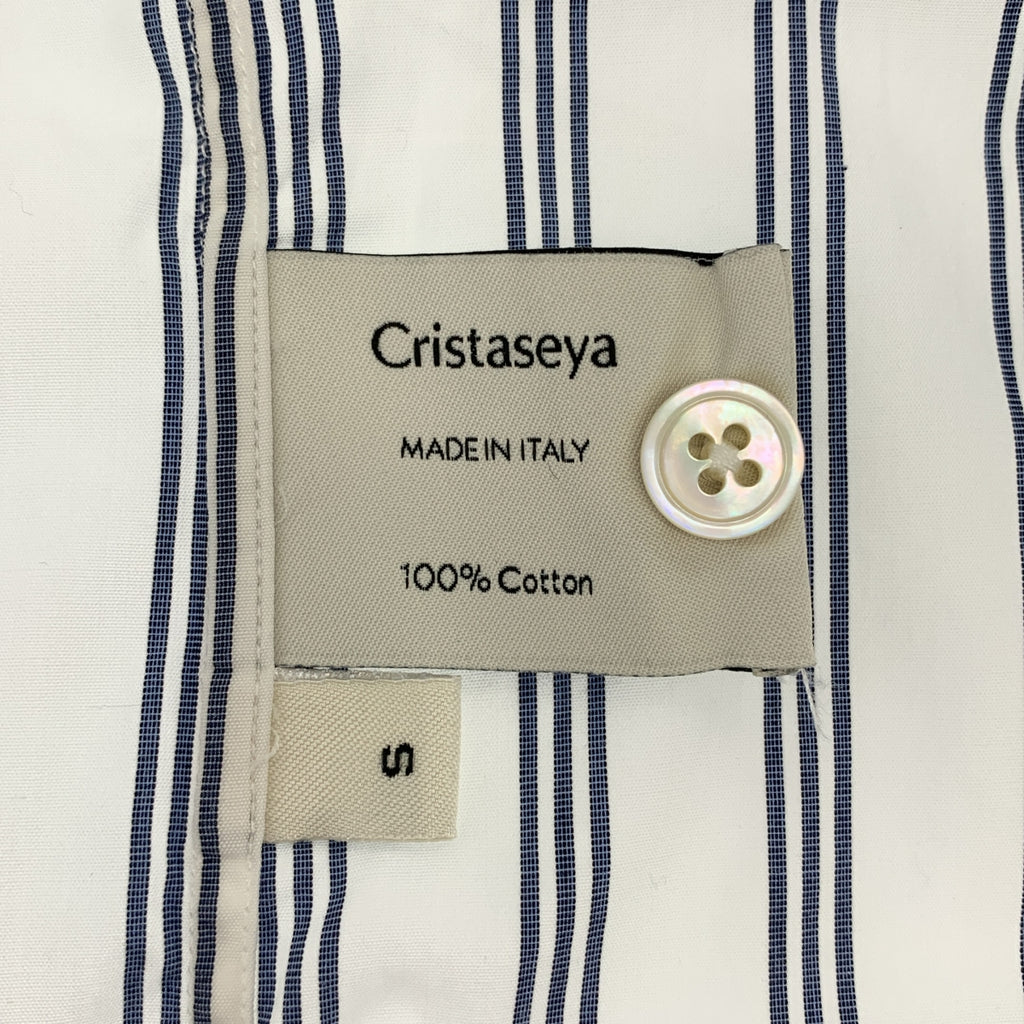 Cristaseya
MADE IN ITALY
100% Cotton
S